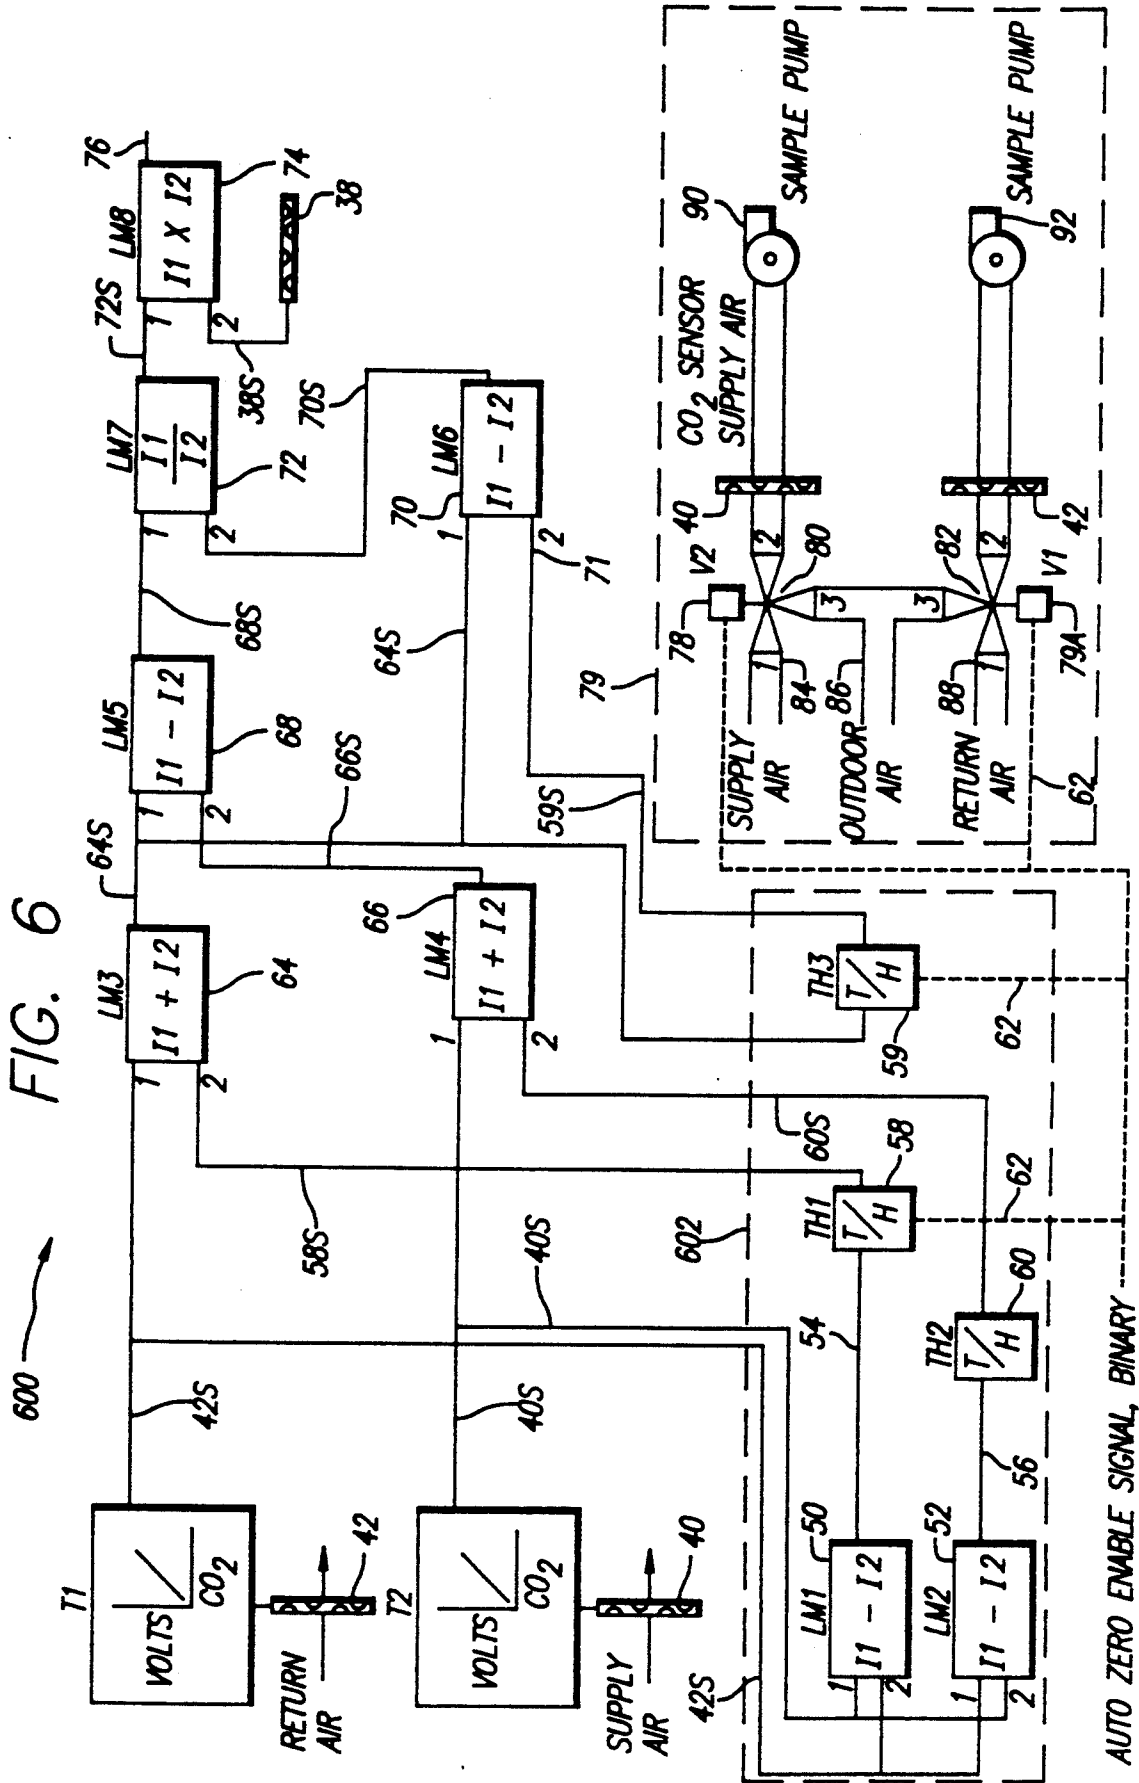 FIG. 6
600
T1
VOLTS
CO2
42
RETURN
AIR
42S
T2
VOLTS
CO2
40
SUPPLY
AIR
40S
40S
LM3
I1 + I2
1
2
64
64S
58S
LM4
I1 + I2
1
2
66
66S
60S
LM5
I1 - I2
1
2
68
68S
LM7
I1
I2
1
2
72
72S
LM8
I1 X I2
1
2
74
76
38S
38
LM6
I1 - I2
1
2
70
70S
71
64S
59S
602
42S
LM1
I1 - I2
1
2
50
54
TH1
T/H
58
62
LM2
I1 - I2
1
2
52
56
TH2
T/H
60
TH3
T/H
59
62
AUTO ZERO ENABLE SIGNAL, BINARY
79
SUPPLY
AIR
OUTDOOR
AIR
RETURN
AIR
62
78
V2
1
2
3
80
84
86
40
CO2 SENSOR
SUPPLY AIR
90
SAMPLE PUMP
88
1
2
3
82
V1
79A
42
92
SAMPLE PUMP